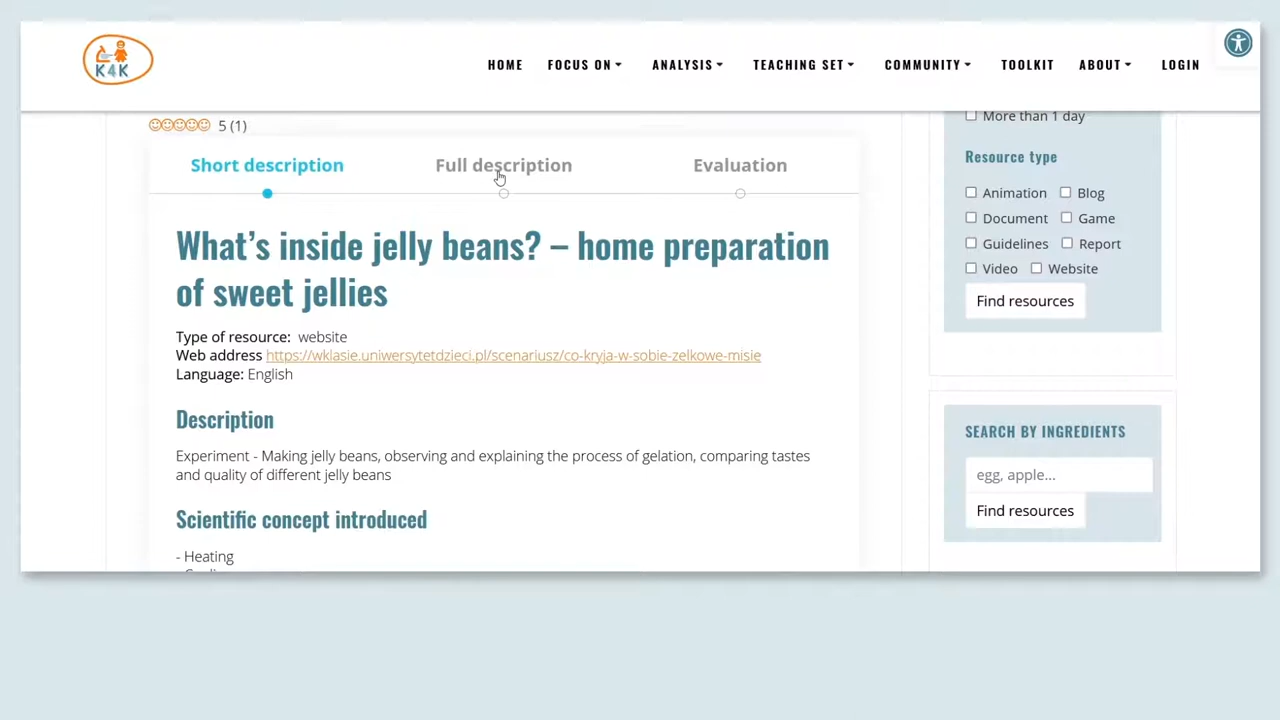 K4K
HOME FOCUS ON ANALYSIS TEACHING SET COMMUNITY TOOLKIT ABOUT LOGIN
5 (1)
Short description Full description Evaluation
What’s inside jelly beans? – home preparation
of sweet jellies
Type of resource: website
Web address https://wklasie.uniwersytetdzieci.pl/scenariusz/co-kryja-w-sobie-zelkowe-misie
Language: English
Description
Experiment - Making jelly beans, observing and explaining the process of gelation, comparing tastes
and quality of different jelly beans
Scientific concept introduced
- Heating
More than 1 day
Resource type
Animation Blog
Document Game
Guidelines Report
Video Website
Find resources
SEARCH BY INGREDIENTS
egg, apple...
Find resources